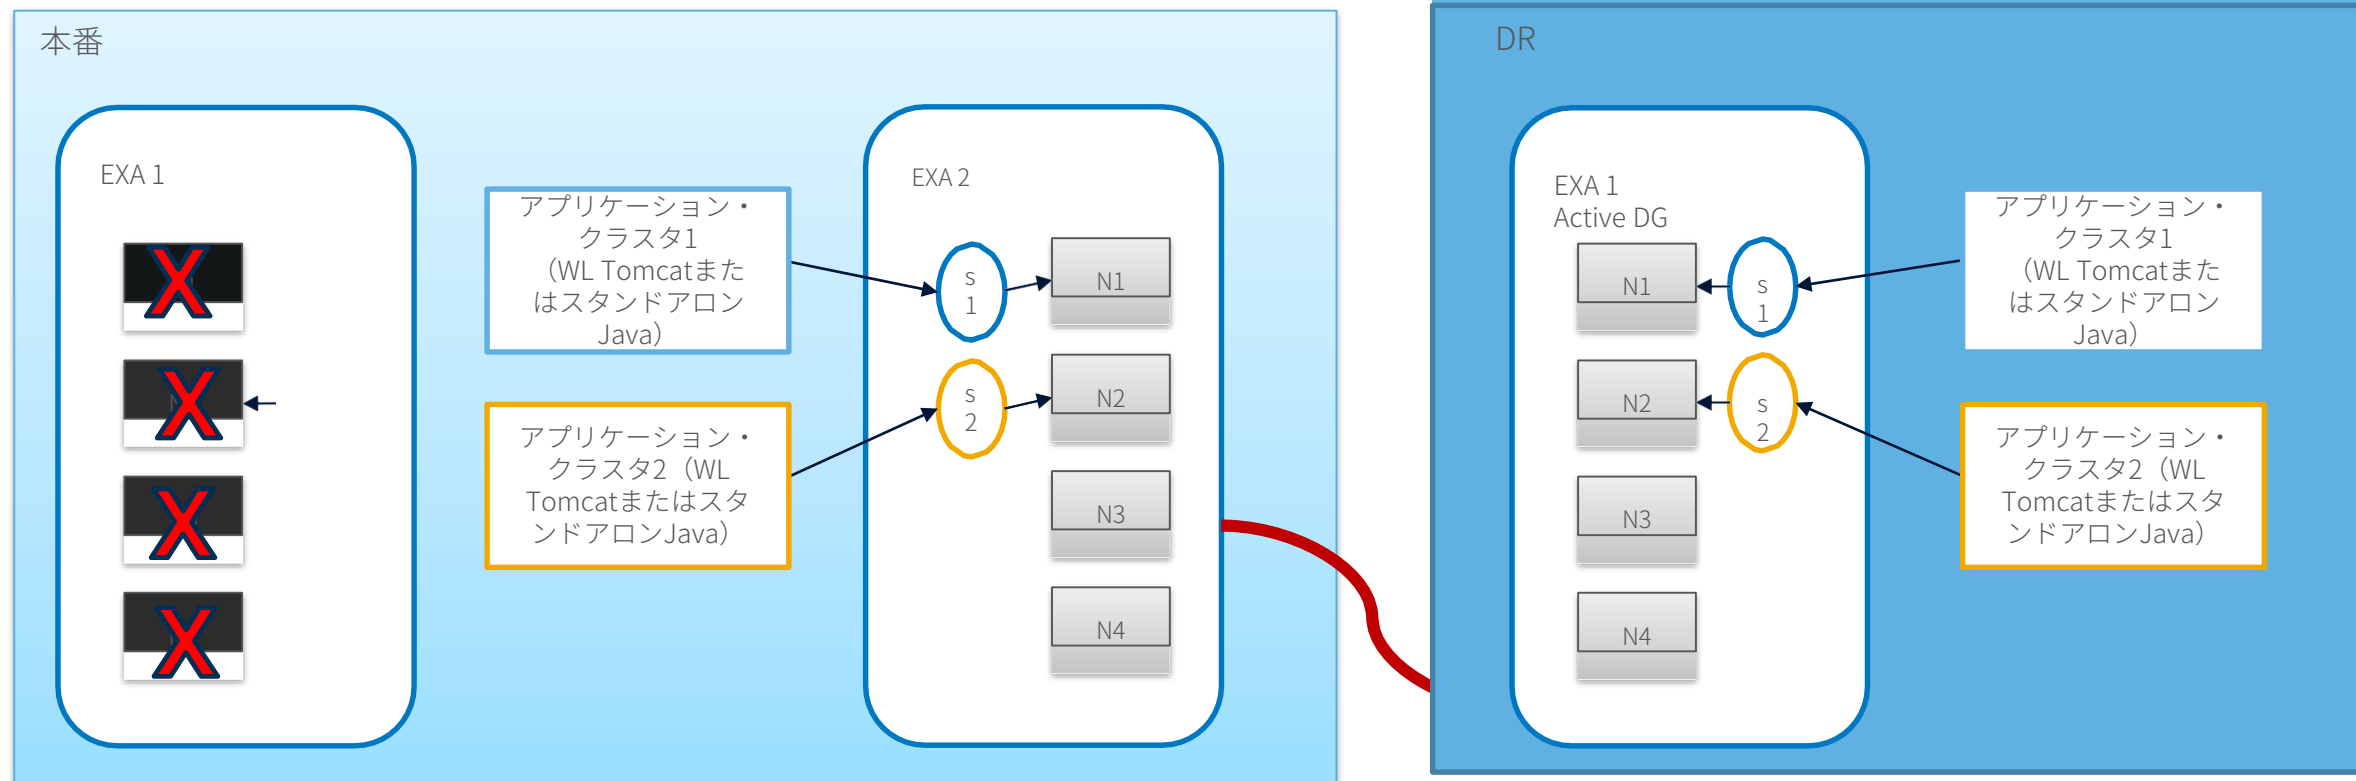 本番
EXA 1
X
X
X
X
アプリケーション・
クラスタ1
（WL Tomcatまた
はスタンドアロン
Java）
アプリケーション・
クラスタ2（WL
Tomcatまたはスタ
ンドアロンJava）
EXA 2
s
1
s
2
N1
N2
N3
N4
DR
EXA 1
Active DG
N1
N2
N3
N4
s
1
s
2
アプリケーション・
クラスタ1
（WL Tomcatまた
はスタンドアロン
Java）
アプリケーション・
クラスタ2（WL
Tomcatまたはスタ
ンドアロンJava）